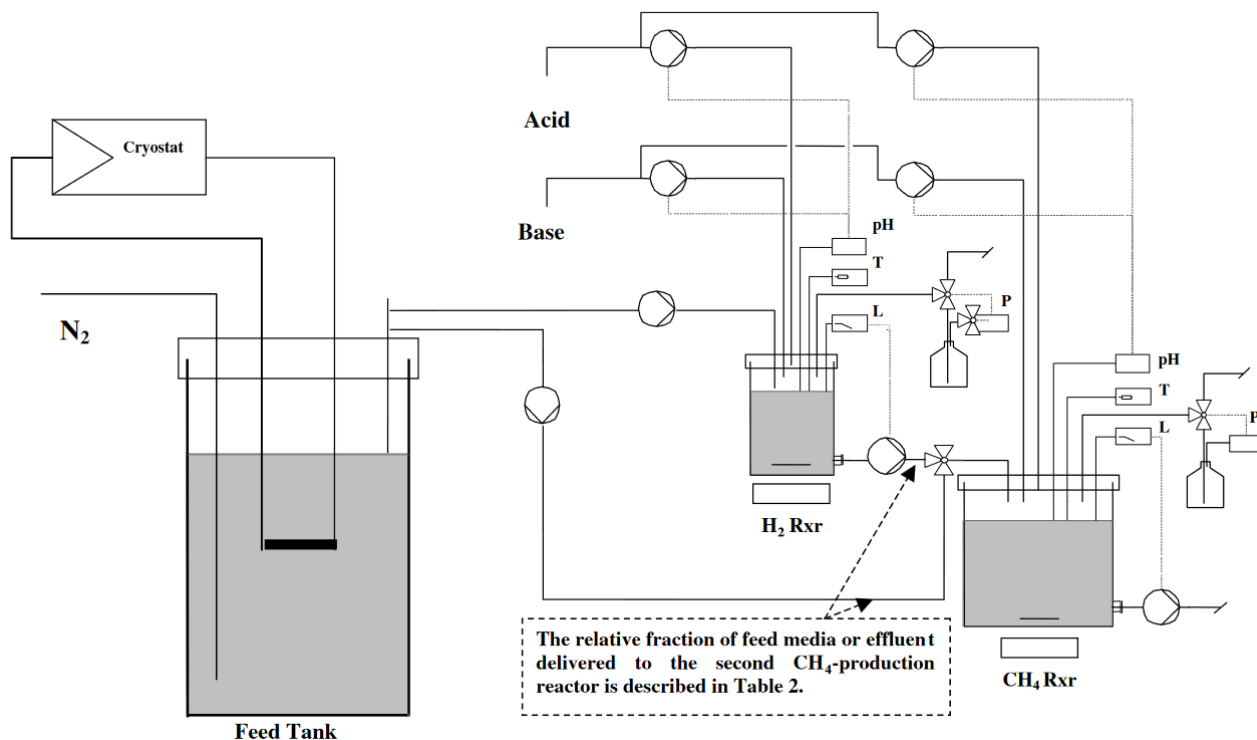 Acid
Cryostat
Base
pH
T
L
P
N₂
pH
T
L
P
H₂ Rxr
The relative fraction of feed media or effluent
delivered to the second CH₄-production
reactor is described in Table 2.
CH₄ Rxr
Feed Tank